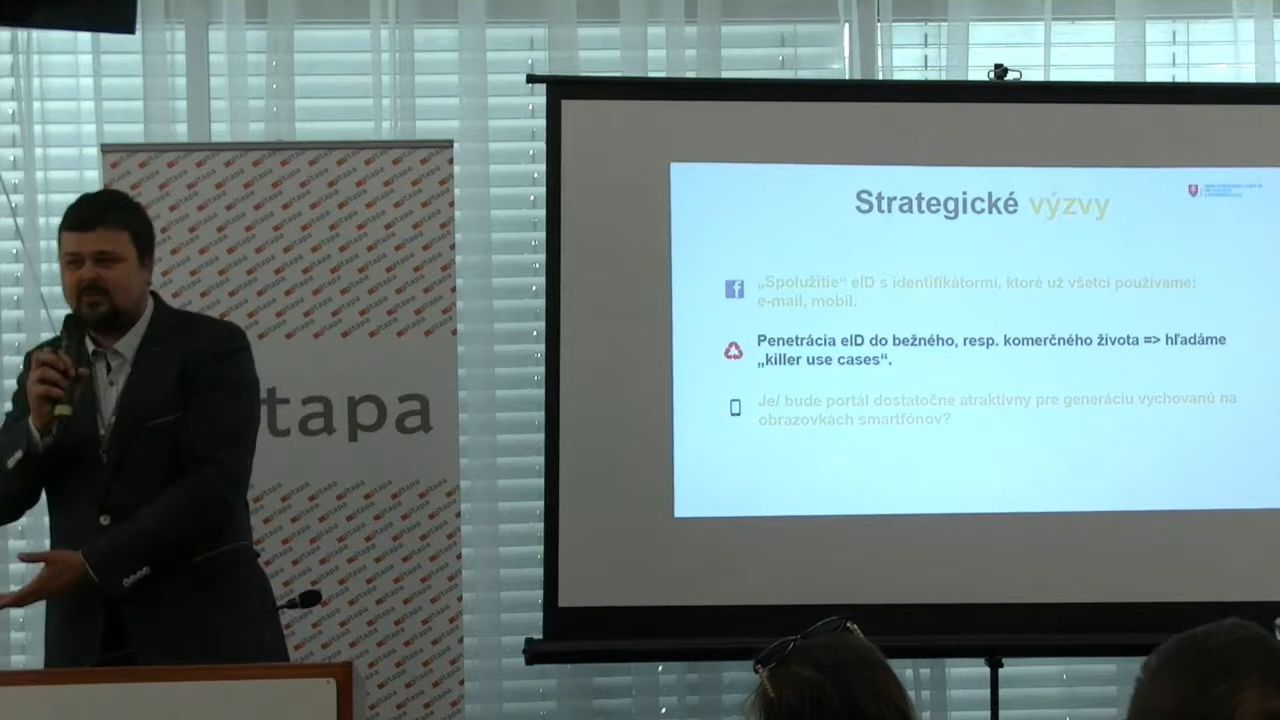 Strategické výzvy
„Spolužitie“ eID s identifikátormi, ktoré už všetci používame:
e-mail, mobil.
Penetrácia eID do bežného, resp. komerčného života => hľadáme
„killer use cases“.
Je/ bude portál dostatočne atraktívny pre generáciu vychovanú na
obrazovkách smartfónov?
tapa